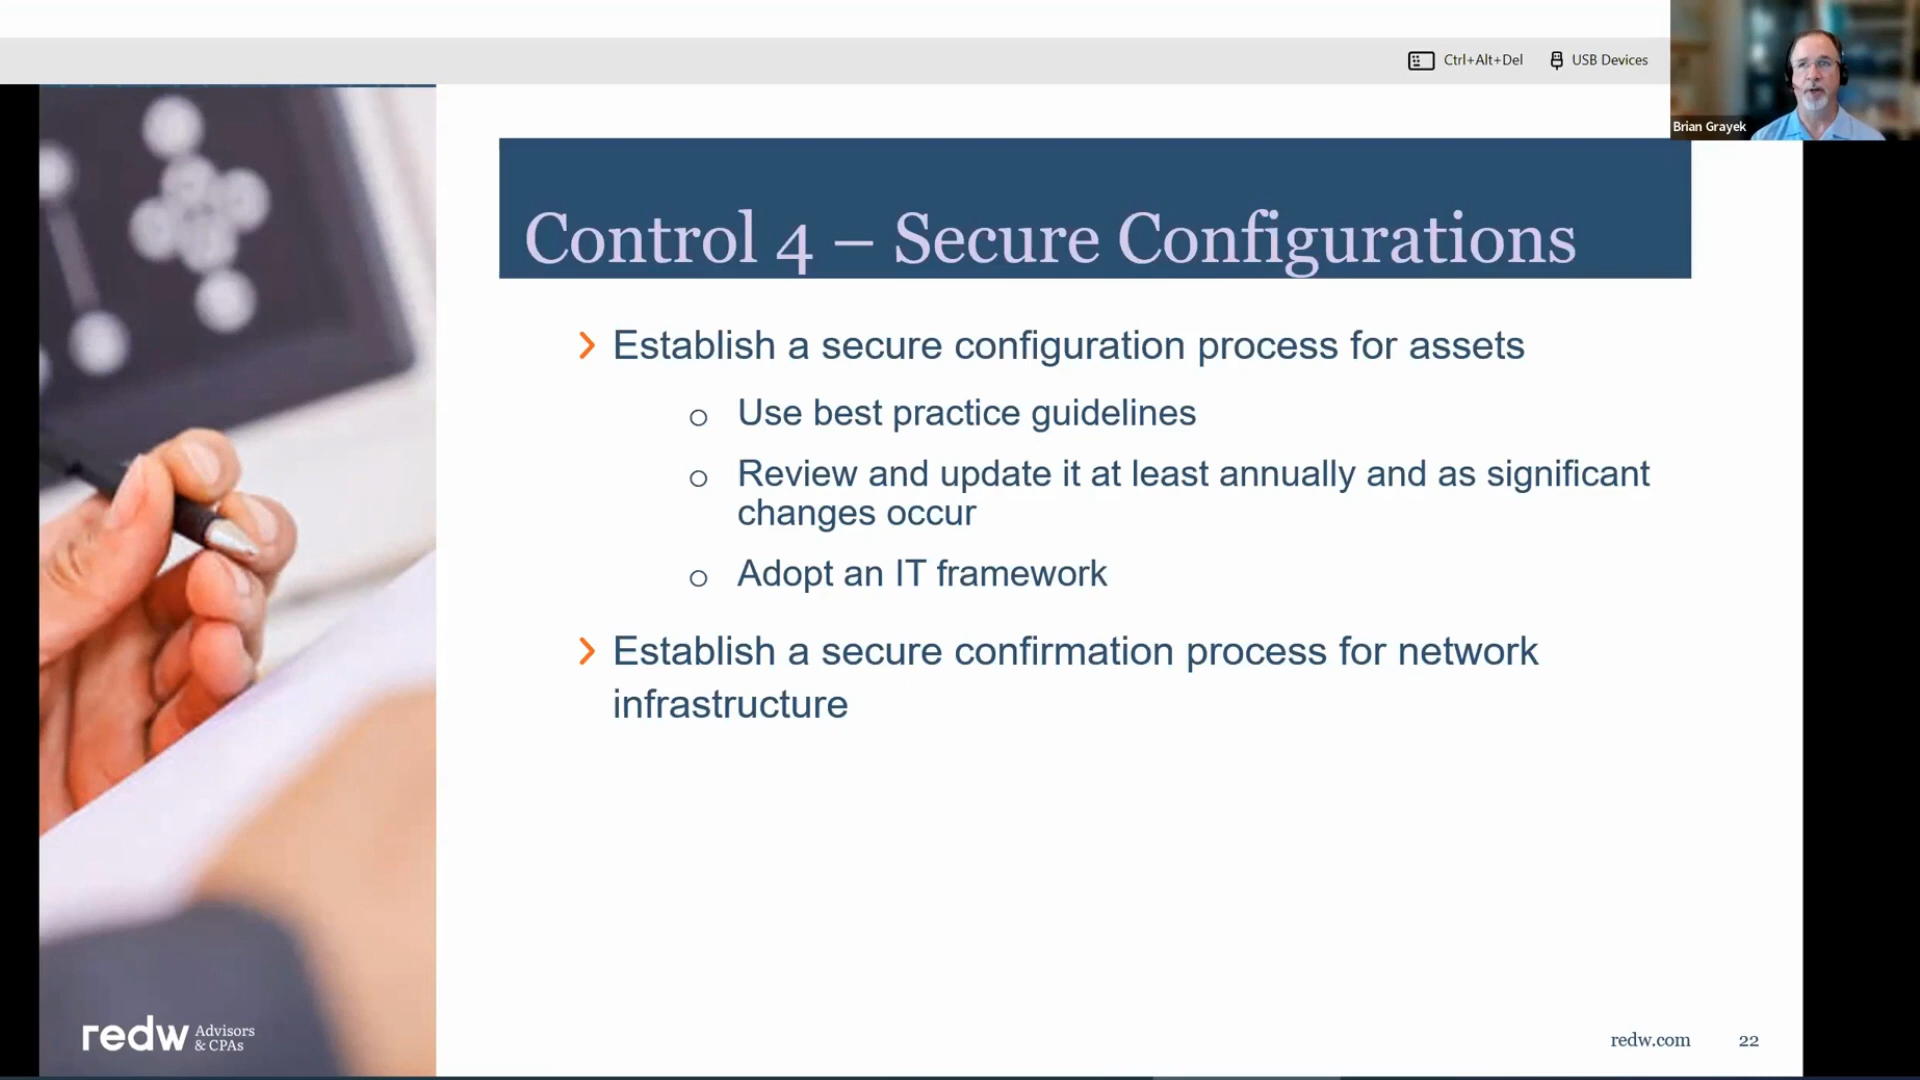 Ctrl+Alt+Del USB Devices
Brian Grayek
Control 4 – Secure Configurations
Establish a secure configuration process for assets
Use best practice guidelines
Review and update it at least annually and as significant
changes occur
Adopt an IT framework
Establish a secure confirmation process for network
infrastructure
redw Advisors
& CPAs
redw.com 22